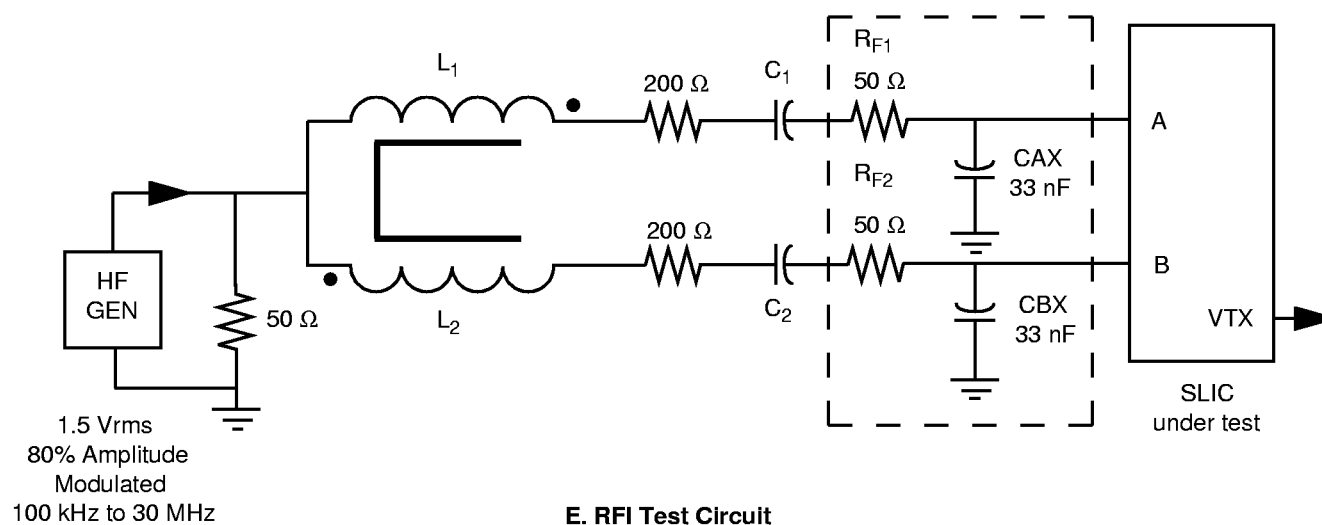 L1
200 Ω
C1
RF1
50 Ω
A
CAX
33 nF
RF2
50 Ω
200 Ω
C2
L2
B
CBX
33 nF
VTX
HF
GEN
50 Ω
SLIC
under test
1.5 Vrms
80% Amplitude
Modulated
100 kHz to 30 MHz
E. RFI Test Circuit